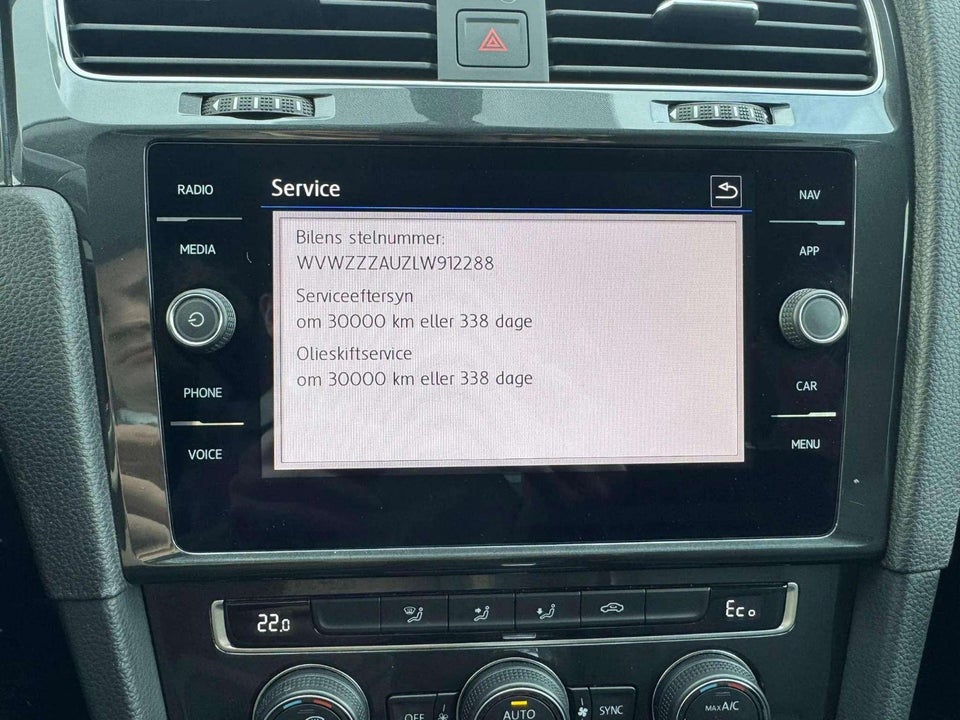 RADIO
Service
NAV
MEDIA
Bilens stelnummer:
WVWZZZAUZLW912288
APP
Serviceeftersyn
om 30000 km eller 338 dage
Olieskiftservice
om 30000 km eller 338 dage
PHONE
CAR
VOICE
MENU
22.0
Eco
OFF
AUTO
SYNC
MAX A/C